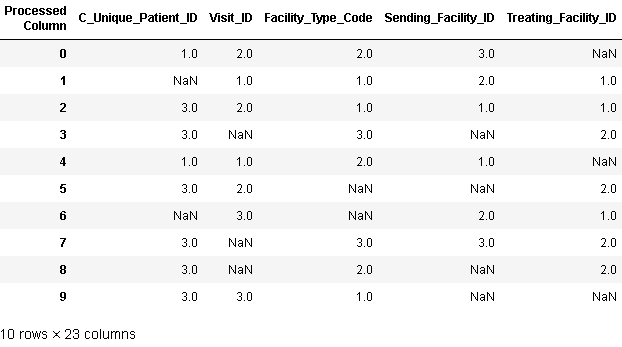 Processed Column C_Unique_Patient_ID Visit_ID Facility_Type_Code Sending_Facility_ID Treating_Facility_ID
0 1.0 2.0 2.0 3.0 NaN
1 NaN 1.0 1.0 2.0 1.0
2 3.0 2.0 1.0 1.0 1.0
3 3.0 NaN 3.0 NaN 2.0
4 1.0 1.0 2.0 1.0 NaN
5 3.0 2.0 NaN NaN 2.0
6 NaN 3.0 NaN 2.0 1.0
7 3.0 NaN 3.0 3.0 2.0
8 3.0 NaN 2.0 NaN 2.0
9 3.0 3.0 1.0 NaN NaN
10 rows × 23 columns